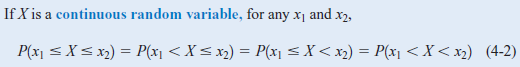 If X is a continuous random variable, for any x₁ and x₂,
P(x₁ ≤ X ≤ x₂) = P(x₁ < X ≤ x₂) = P(x₁ ≤ X < x₂) = P(x₁ < X < x₂) (4-2)